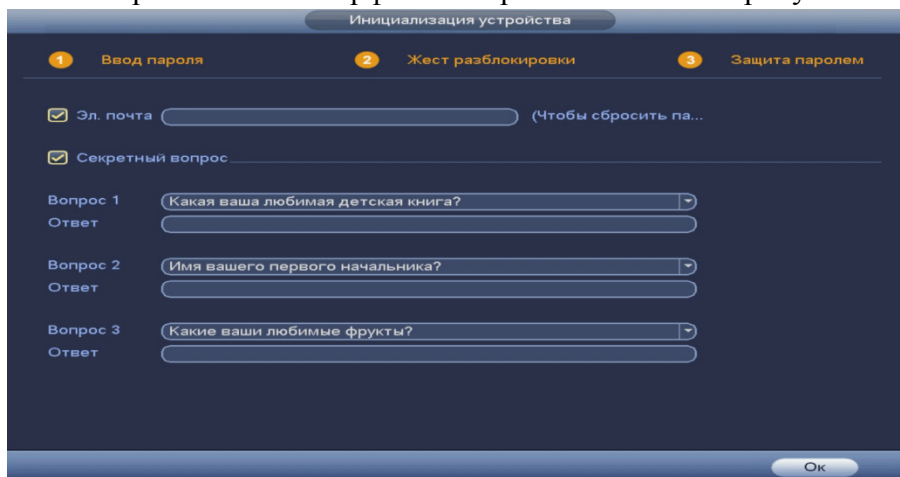 Инициализация устройства
1 Ввод пароля 2 Жест разблокировки 3 Защита паролем
Эл. почта (Чтобы сбросить па...
Секретный вопрос
Вопрос 1 Какая ваша любимая детская книга?
Ответ
Вопрос 2 Имя вашего первого начальника?
Ответ
Вопрос 3 Какие ваши любимые фрукты?
Ответ
Ок